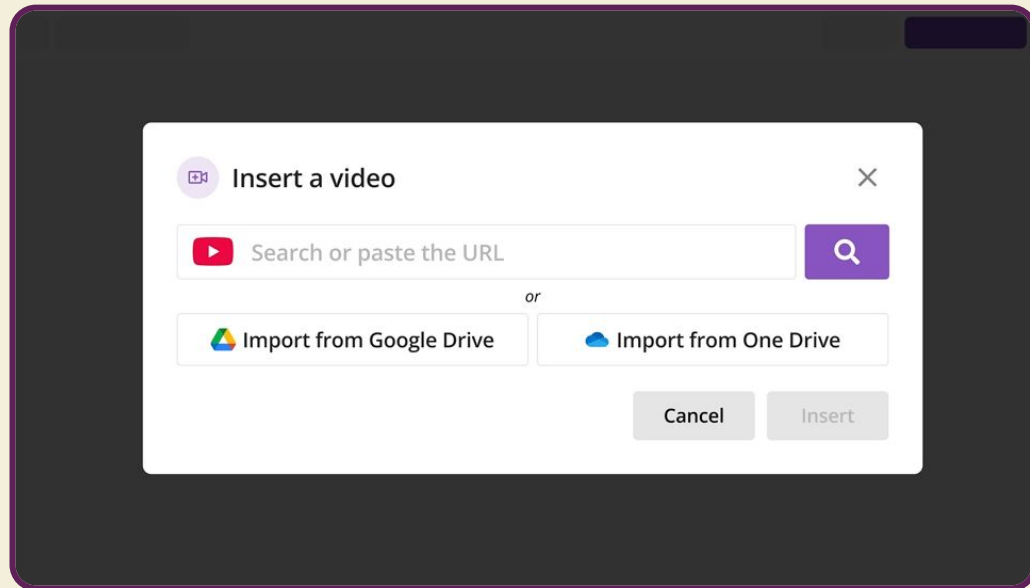 Insert a video
Search or paste the URL
or
Import from Google Drive
Import from One Drive
Cancel
Insert